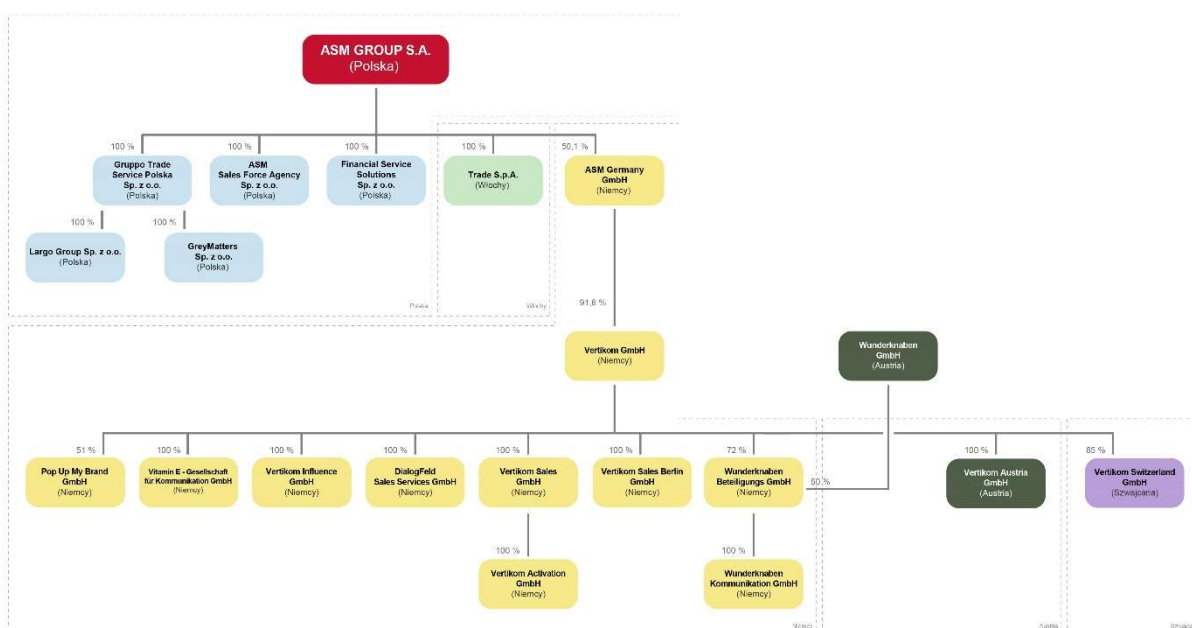 ASM GROUP S.A.
(Polska)
100 %
100 %
100 %
100 %
50,1 %
Gruppo Trade
Service Polska
Sp. z o.o.
(Polska)
ASM
Sales Force Agency
Sp. z o.o.
(Polska)
Financial Service
Solutions
Sp. z o.o.
(Polska)
Trade S.p.A.
(Włochy)
ASM Germany
GmbH
(Niemcy)
100 %
100 %
Largo Group Sp. z o.o.
(Polska)
GreyMatters
Sp. z o.o.
(Polska)
Polska
Włochy
91,6 %
Vertikom GmbH
(Niemcy)
Wunderknaben
GmbH
(Austria)
51 %
100 %
100 %
100 %
100 %
100 %
72 %
100 %
Pop Up My Brand
GmbH
(Niemcy)
Vitamin E - Gesellschaft
für Kommunikation GmbH
(Niemcy)
Vertikom Influence
GmbH
(Niemcy)
DialogFeld
Sales Services GmbH
(Niemcy)
Vertikom Sales
GmbH
(Niemcy)
Vertikom Sales Berlin
GmbH
(Niemcy)
Wunderknaben
Beteiligungs GmbH
(Niemcy)
50 %
Vertikom Austria
GmbH
(Austria)
Vertikom Switzerland
GmbH
(Szwajcaria)
100 %
100 %
Vertikom Activation
GmbH
(Niemcy)
Wunderknaben
Kommunikation GmbH
(Niemcy)
Niemcy
Austria